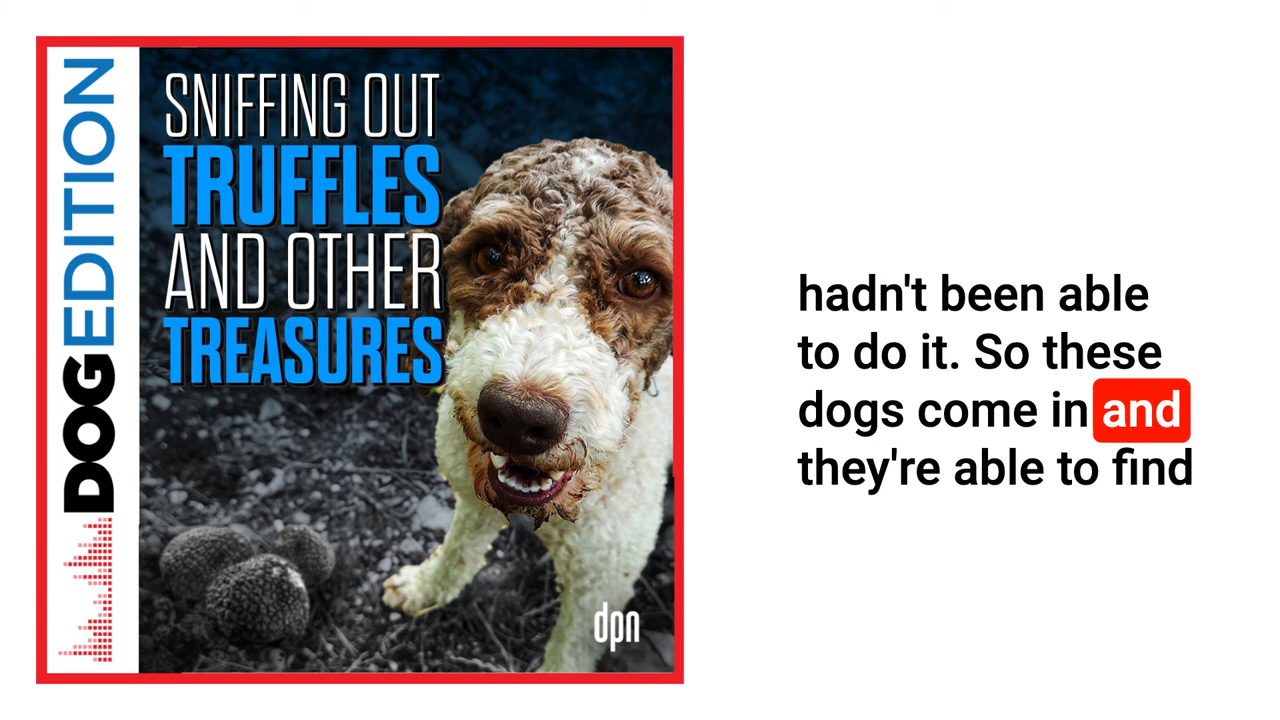 DOGEDITION
SNIFFING OUT
TRUFFLES
AND OTHER
TREASURES
dpn
hadn't been able
to do it. So these
dogs come in and
they're able to find